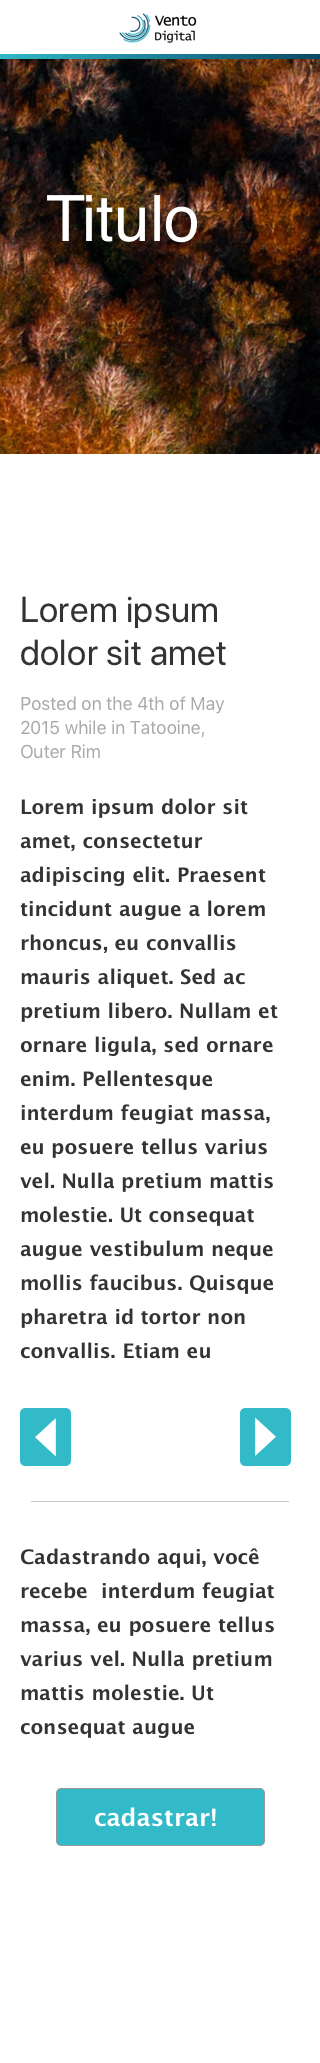 Vento
Digital
Titulo
Lorem ipsum
dolor sit amet
Posted on the 4th of May
2015 while in Tatooine,
Outer Rim
Lorem ipsum dolor sit
amet, consectetur
adipiscing elit. Praesent
tincidunt augue a lorem
rhoncus, eu convallis
mauris aliquet. Sed ac
pretium libero. Nullam et
ornare ligula, sed ornare
enim. Pellentesque
interdum feugiat massa,
eu posuere tellus varius
vel. Nulla pretium mattis
molestie. Ut consequat
augue vestibulum neque
mollis faucibus. Quisque
pharetra id tortor non
convallis. Etiam eu
Cadastrando aqui, você
recebe  interdum feugiat
massa, eu posuere tellus
varius vel. Nulla pretium
mattis molestie. Ut
consequat augue
cadastrar!